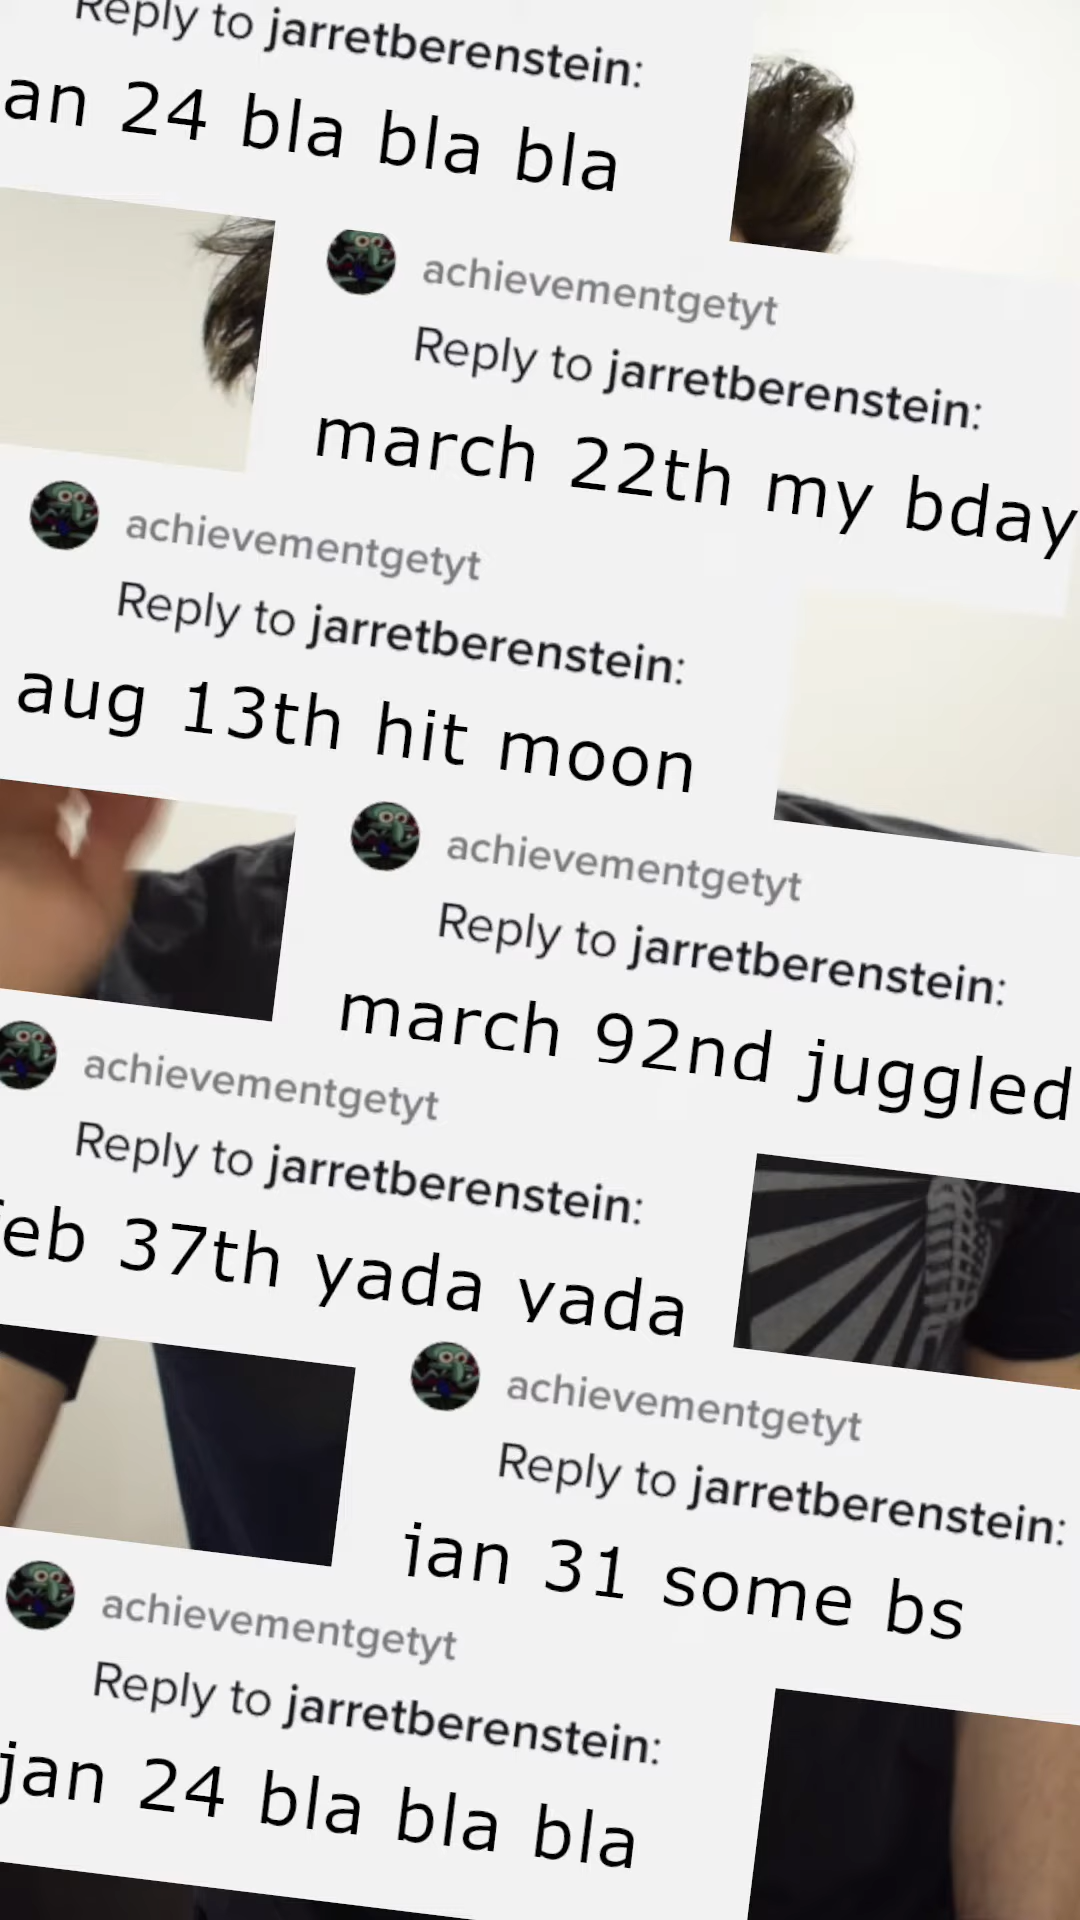 Reply to jarretberenstein:
an 24 bla bla bla
achievementgetyt
Reply to jarretberenstein:
march 22th my bday
achievementgetyt
Reply to jarretberenstein:
aug 13th hit moon
achievementgetyt
Reply to jarretberenstein:
march 92nd juggled
achievementgetyt
Reply to jarretberenstein:
feb 37th yada yada
achievementgetyt
Reply to jarretberenstein:
jan 31 some bs
achievementgetyt
Reply to jarretberenstein:
jan 24 bla bla bla